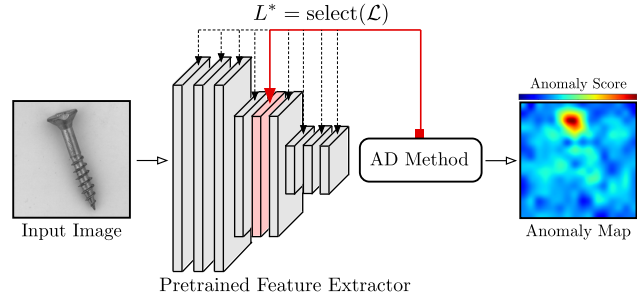 L* = select(ℒ)
Anomaly Score
AD Method
Input Image
Anomaly Map
Pretrained Feature Extractor